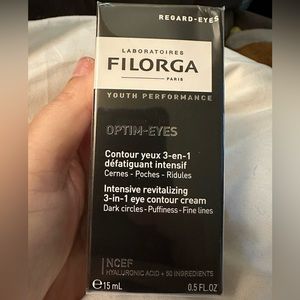 REGARD-EYES
LABORATOIRES
FILORGA
PARIS
YOUTH PERFORMANCE
OPTIM-EYES
Contour yeux 3-en-1
défatiguant intensif
Cernes - Poches - Ridules
Intensive revitalizing
3-in-1 eye contour cream
Dark circles - Puffiness - Fine lines
NCEF
HYALURONIC ACID + 50 INGREDIENTS
e 15 mL 0.5 FL.OZ